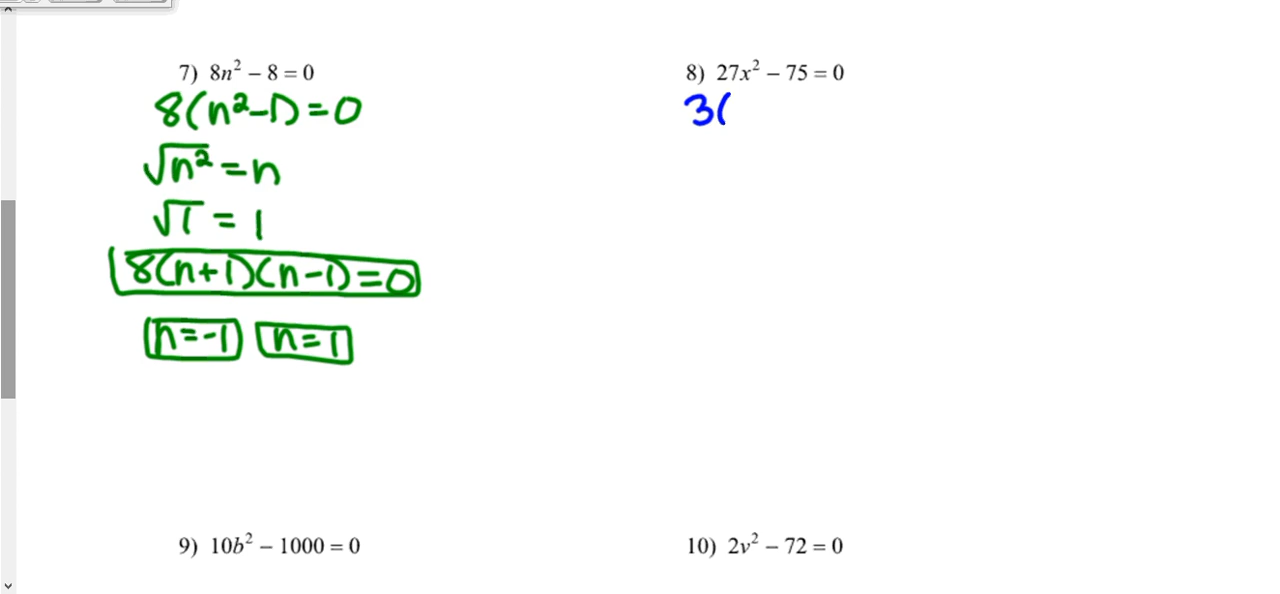 7) 8n² − 8 = 0
8(n²-1)=0
√n² = n
√1 = 1
8(n+1)(n-1)=0
n=-1 n=1
8) 27x² − 75 = 0
3(
9) 10b² − 1000 = 0
10) 2v² − 72 = 0